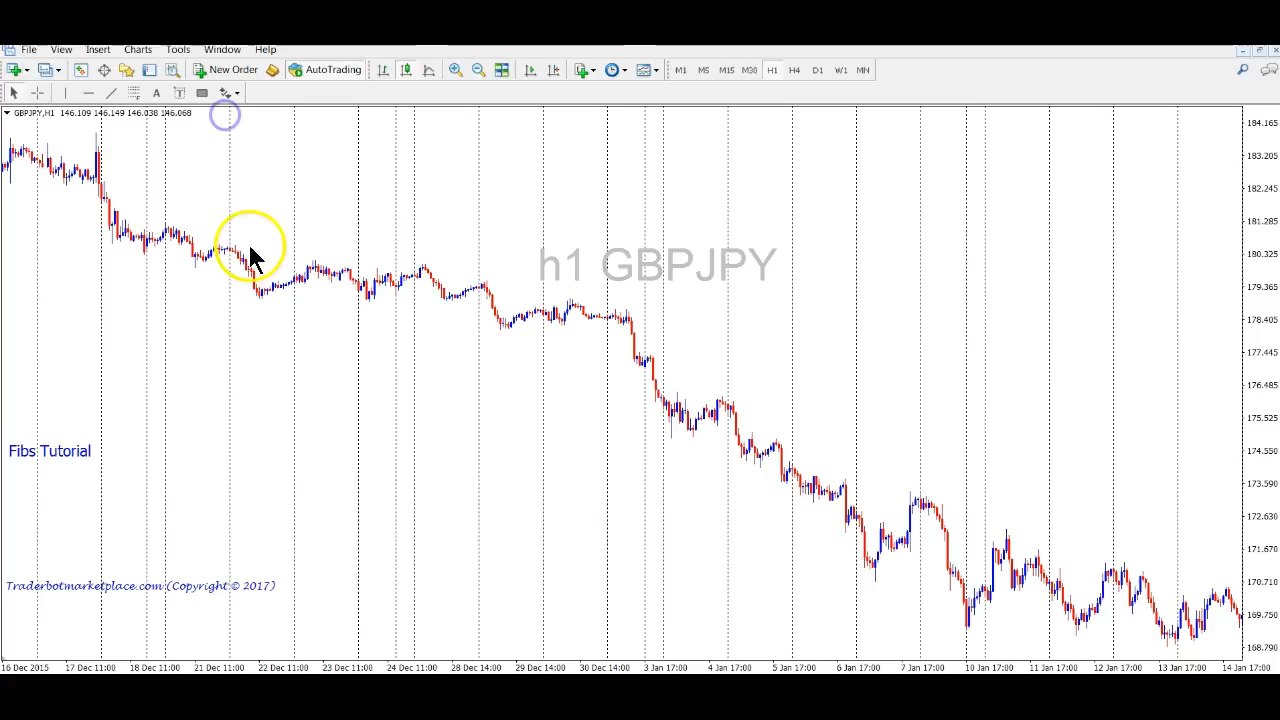 File View Insert Charts Tools Window Help
New Order AutoTrading M1 M5 M15 M30 H1 H4 D1 W1 MN
A T
GBPJPY,H1 146.109 146.149 146.038 146.068
184.165
183.205
182.245
181.285
h1 GBPJPY
180.325
179.365
178.405
177.445
176.485
175.525
Fibs Tutorial
174.550
173.590
172.630
171.670
Traderbotmarketplace.com (Copyright © 2017)
170.710
169.750
168.790
16 Dec 2015 17 Dec 11:00 18 Dec 11:00 21 Dec 11:00 22 Dec 11:00 23 Dec 11:00 24 Dec 11:00 28 Dec 14:00 29 Dec 14:00 30 Dec 14:00 3 Jan 17:00 4 Jan 17:00 5 Jan 17:00 6 Jan 17:00 7 Jan 17:00 10 Jan 17:00 11 Jan 17:00 12 Jan 17:00 13 Jan 17:00 14 Jan 17:00